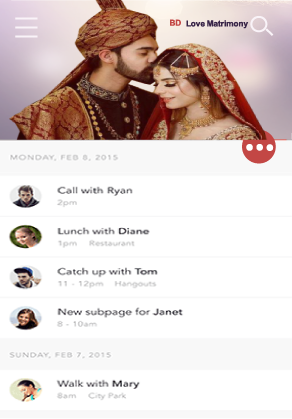 BD Love Matrimony
MONDAY, FEB 8, 2015
Call with Ryan
2pm
Lunch with Diane
1pm Restaurant
Catch up with Tom
11 - 12pm Hangouts
New subpage for Janet
8 - 10am
SUNDAY, FEB 7, 2015
Walk with Mary
8am City Park